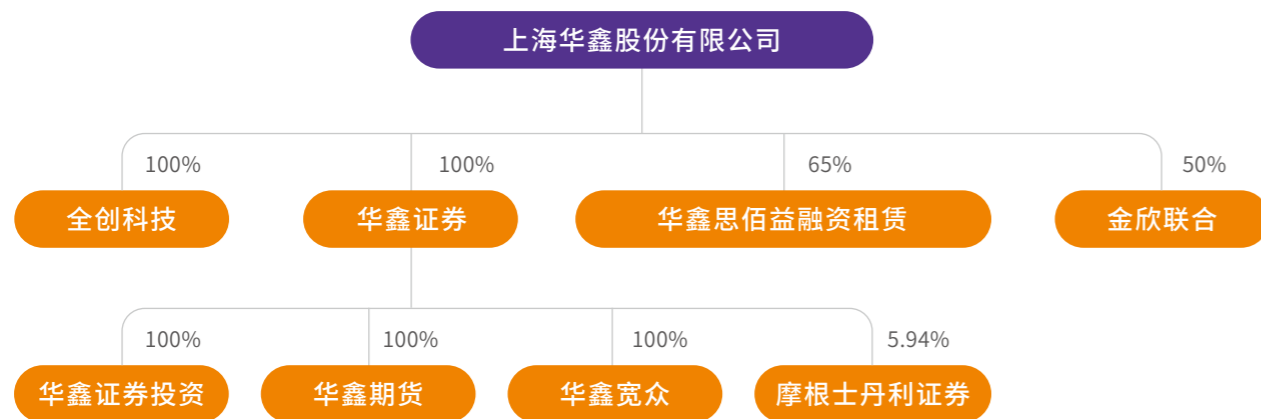 上海华鑫股份有限公司
100%
100%
65%
50%
全创科技
华鑫证券
华鑫思佰益融资租赁
金欣联合
100%
100%
100%
5.94%
华鑫证券投资
华鑫期货
华鑫宽众
摩根士丹利证券